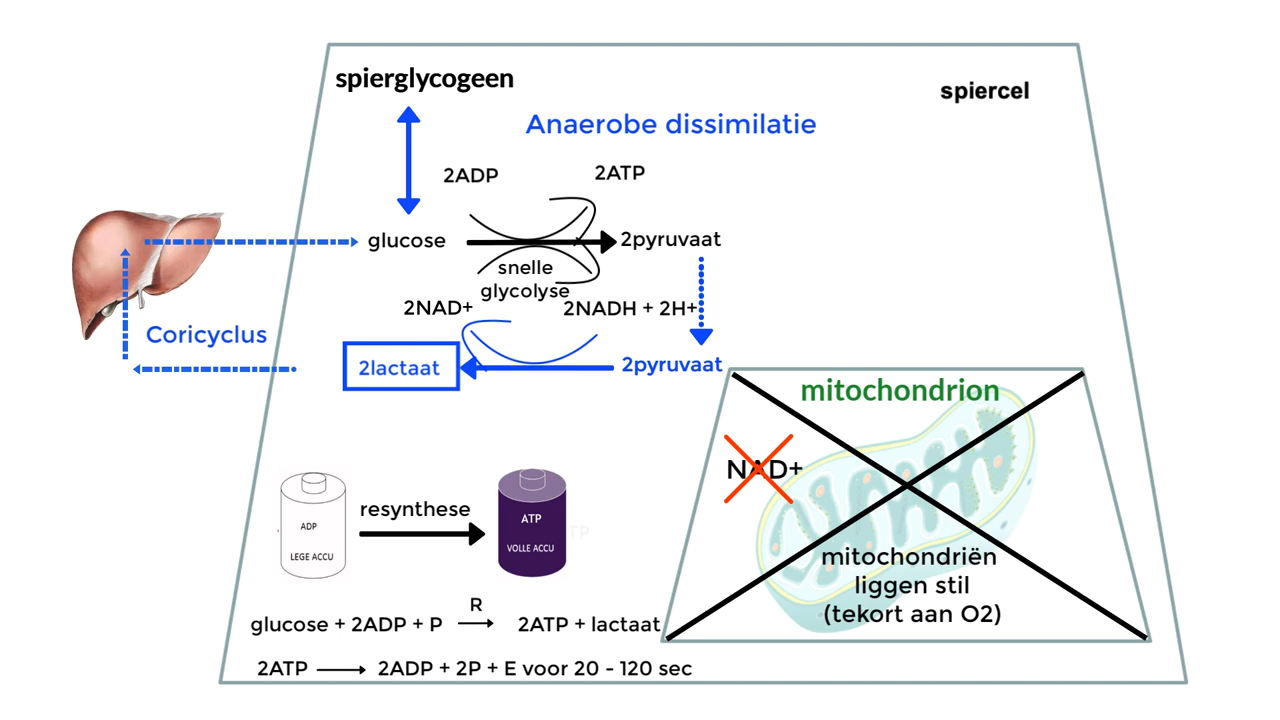 spierglycogeen
spiercel
Anaerobe dissimilatie
2ADP
2ATP
glucose
2pyruvaat
snelle
glycolyse
2NAD+
2NADH + 2H+
Coricyclus
2lactaat
2pyruvaat
mitochondrion
NAD+
resynthese
ADP
LEGE ACCU
ATP
VOLLE ACCU
TP
mitochondriën
liggen stil
(tekort aan O2)
R
glucose + 2ADP + P → 2ATP + lactaat
2ATP → 2ADP + 2P + E voor 20 - 120 sec